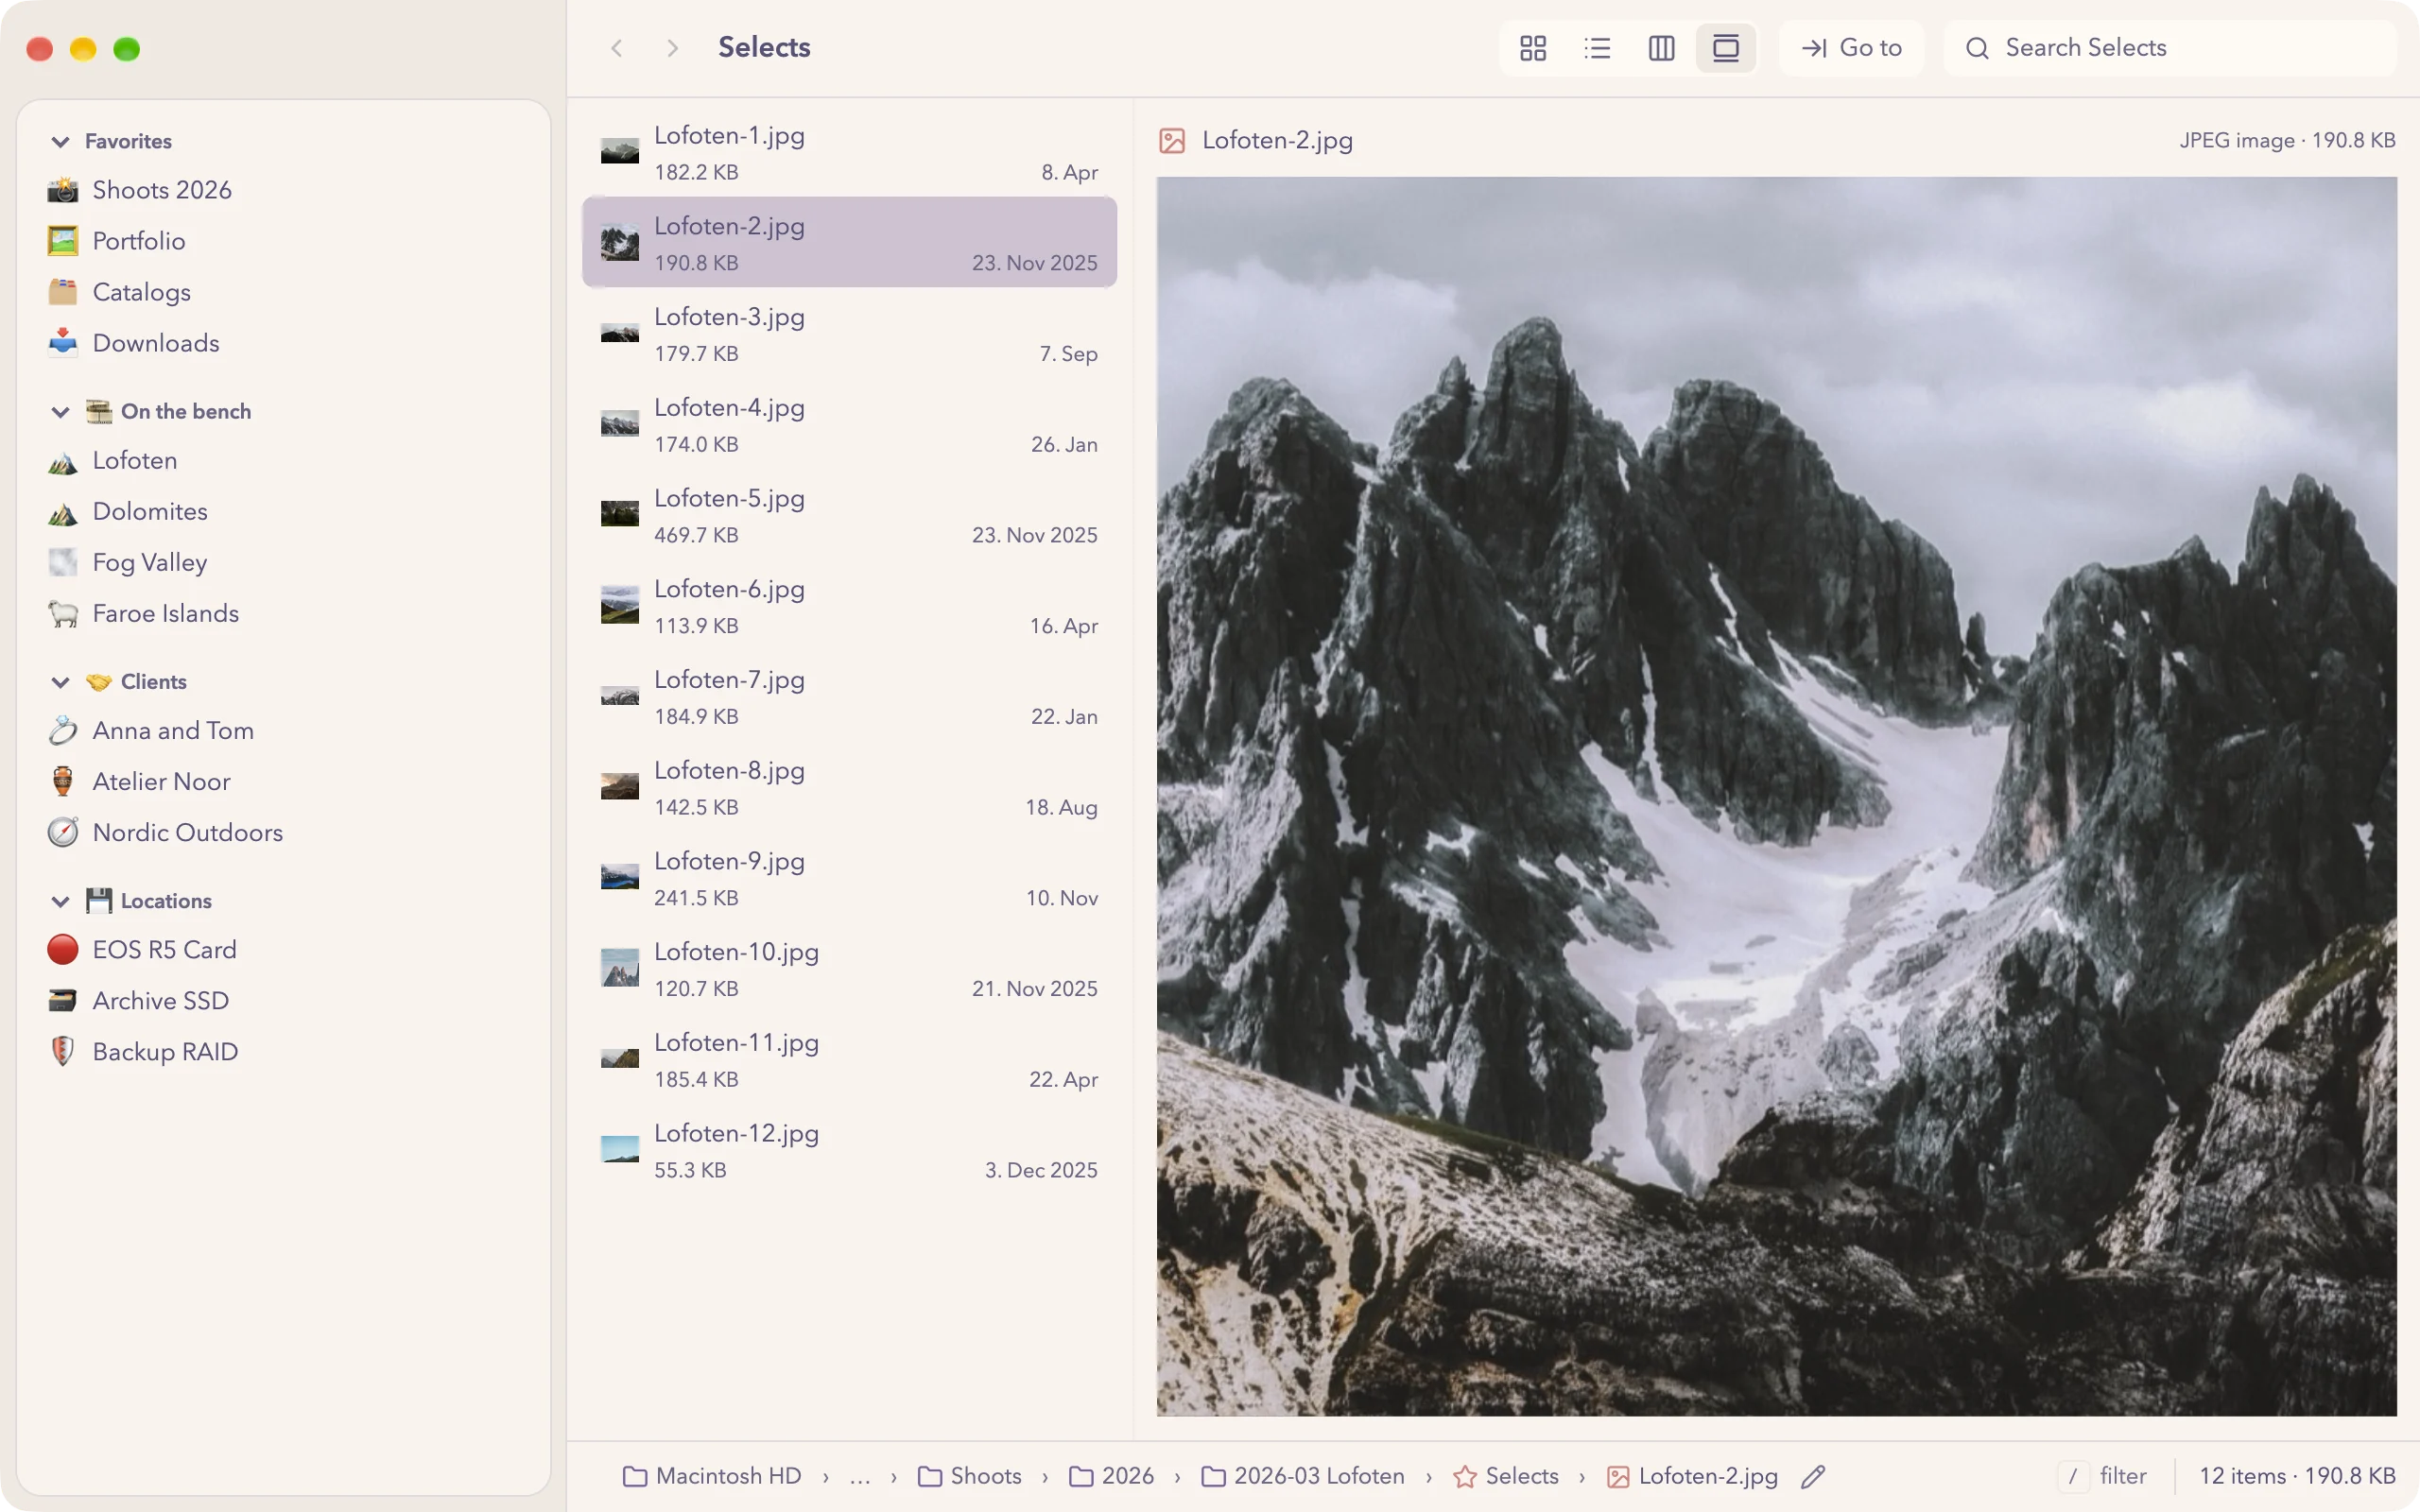 Selects
Go to
Search Selects
Favorites
Shoots 2026
Portfolio
Catalogs
Downloads
On the bench
Lofoten
Dolomites
Fog Valley
Faroe Islands
Clients
Anna and Tom
Atelier Noor
Nordic Outdoors
Locations
EOS R5 Card
Archive SSD
Backup RAID
Lofoten-1.jpg
182.2 KB 8. Apr
Lofoten-2.jpg
190.8 KB 23. Nov 2025
Lofoten-3.jpg
179.7 KB 7. Sep
Lofoten-4.jpg
174.0 KB 26. Jan
Lofoten-5.jpg
469.7 KB 23. Nov 2025
Lofoten-6.jpg
113.9 KB 16. Apr
Lofoten-7.jpg
184.9 KB 22. Jan
Lofoten-8.jpg
142.5 KB 18. Aug
Lofoten-9.jpg
241.5 KB 10. Nov
Lofoten-10.jpg
120.7 KB 21. Nov 2025
Lofoten-11.jpg
185.4 KB 22. Apr
Lofoten-12.jpg
55.3 KB 3. Dec 2025
Lofoten-2.jpg JPEG image · 190.8 KB
Macintosh HD › ... › Shoots › 2026 › 2026-03 Lofoten › Selects › Lofoten-2.jpg / filter 12 items · 190.8 KB